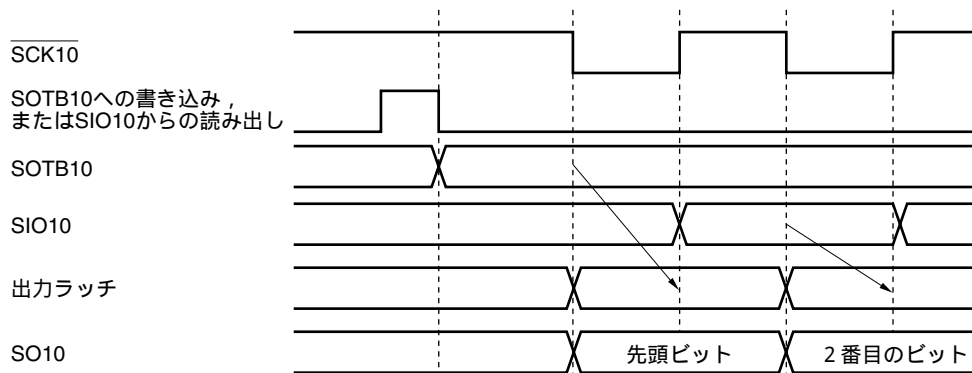 SCK10
SOTB10への書き込み，
またはSIO10からの読み出し
SOTB10
SIO10
出力ラッチ
SO10
先頭ビット
2番目のビット